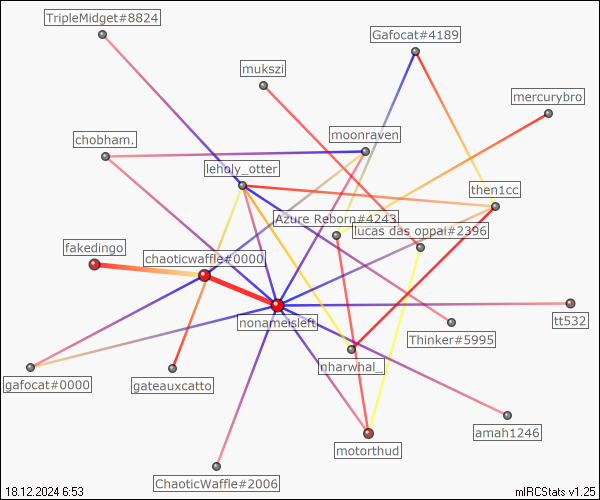 TripleMidget#8824
Gafocat#4189
mukszi
mercurybro
chobham.
moonraven
leholy_otter
then1cc
Azure Reborn#4243
lucas das oppai#2396
fakedingo
chaoticwaffle#0000
nonameisleft
tt532
Thinker#5995
nharwhal_
gafocat#0000
gateauxcatto
amah1246
motorthud
ChaoticWaffle#2006
18.12.2024 6:53
mIRCStats v1.25